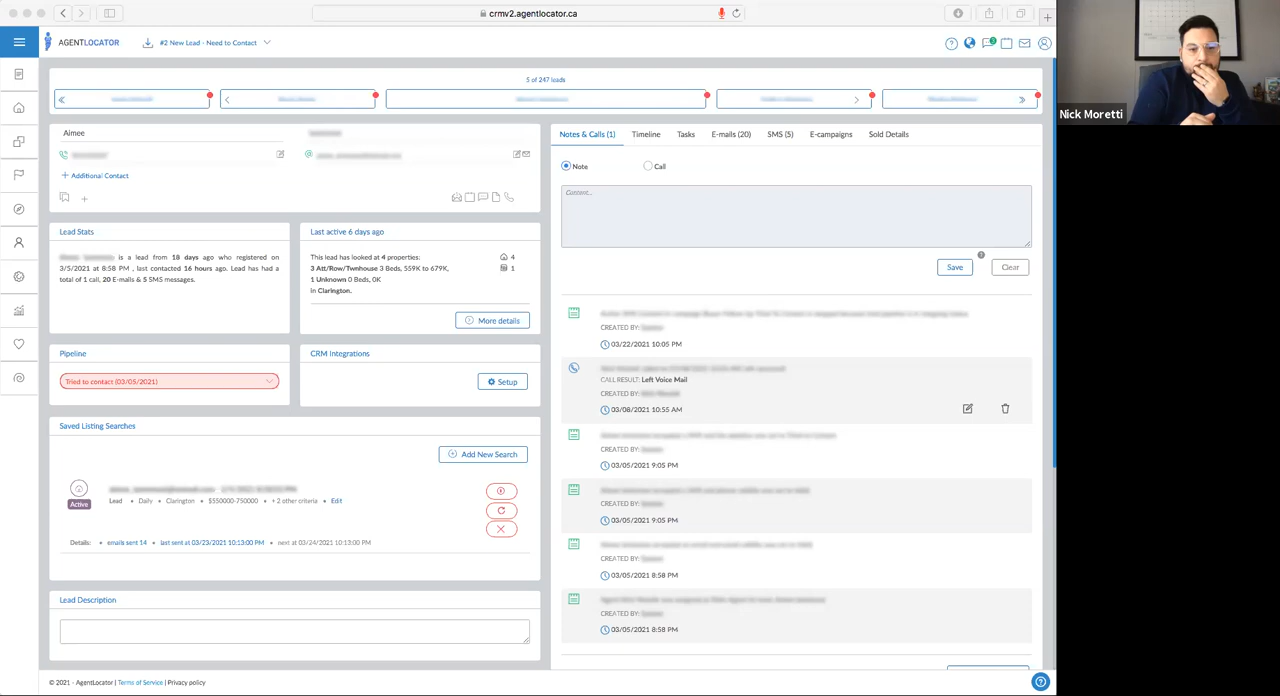 crmv2.agentlocator.ca
AGENTLOCATOR
#2 New Lead - Need to Contact
5 of 247 leads
Nick Moretti
Aimee
Additional Contact
Lead Stats
is a lead from 18 days ago who registered on
3/5/2021 at 8:58 PM , last contacted 16 hours ago. Lead has had a
total of 1 call, 20 E-mails & 5 SMS messages.
Last active 6 days ago
This lead has looked at 4 properties:
3 Att/Row/Twnhouse 3 Beds, 559K to 679K,
1 Unknown 0 Beds, 0K
in Clarington.
4
1
More details
Pipeline
Tried to contact (03/05/2021)
CRM Integrations
Setup
Saved Listing Searches
Add New Search
Active
Lead • Daily • Clarington • $550000-750000 • + 2 other criteria • Edit
Details: • emails sent 14 • last sent at 03/23/2021 10:13:00 PM • next at 03/24/2021 10:13:00 PM
Lead Description
Notes & Calls (1) Timeline Tasks E-mails (20) SMS (5) E-campaigns Sold Details
Note Call
Content...
Save Clear
CREATED BY:
03/22/2021 10:05 PM
CALL RESULT: Left Voice Mail
CREATED BY:
03/08/2021 10:55 AM
CREATED BY:
03/05/2021 9:05 PM
CREATED BY:
03/05/2021 9:05 PM
CREATED BY:
03/05/2021 8:58 PM
CREATED BY:
03/05/2021 8:58 PM
© 2021 - AgentLocator | Terms of Service | Privacy policy